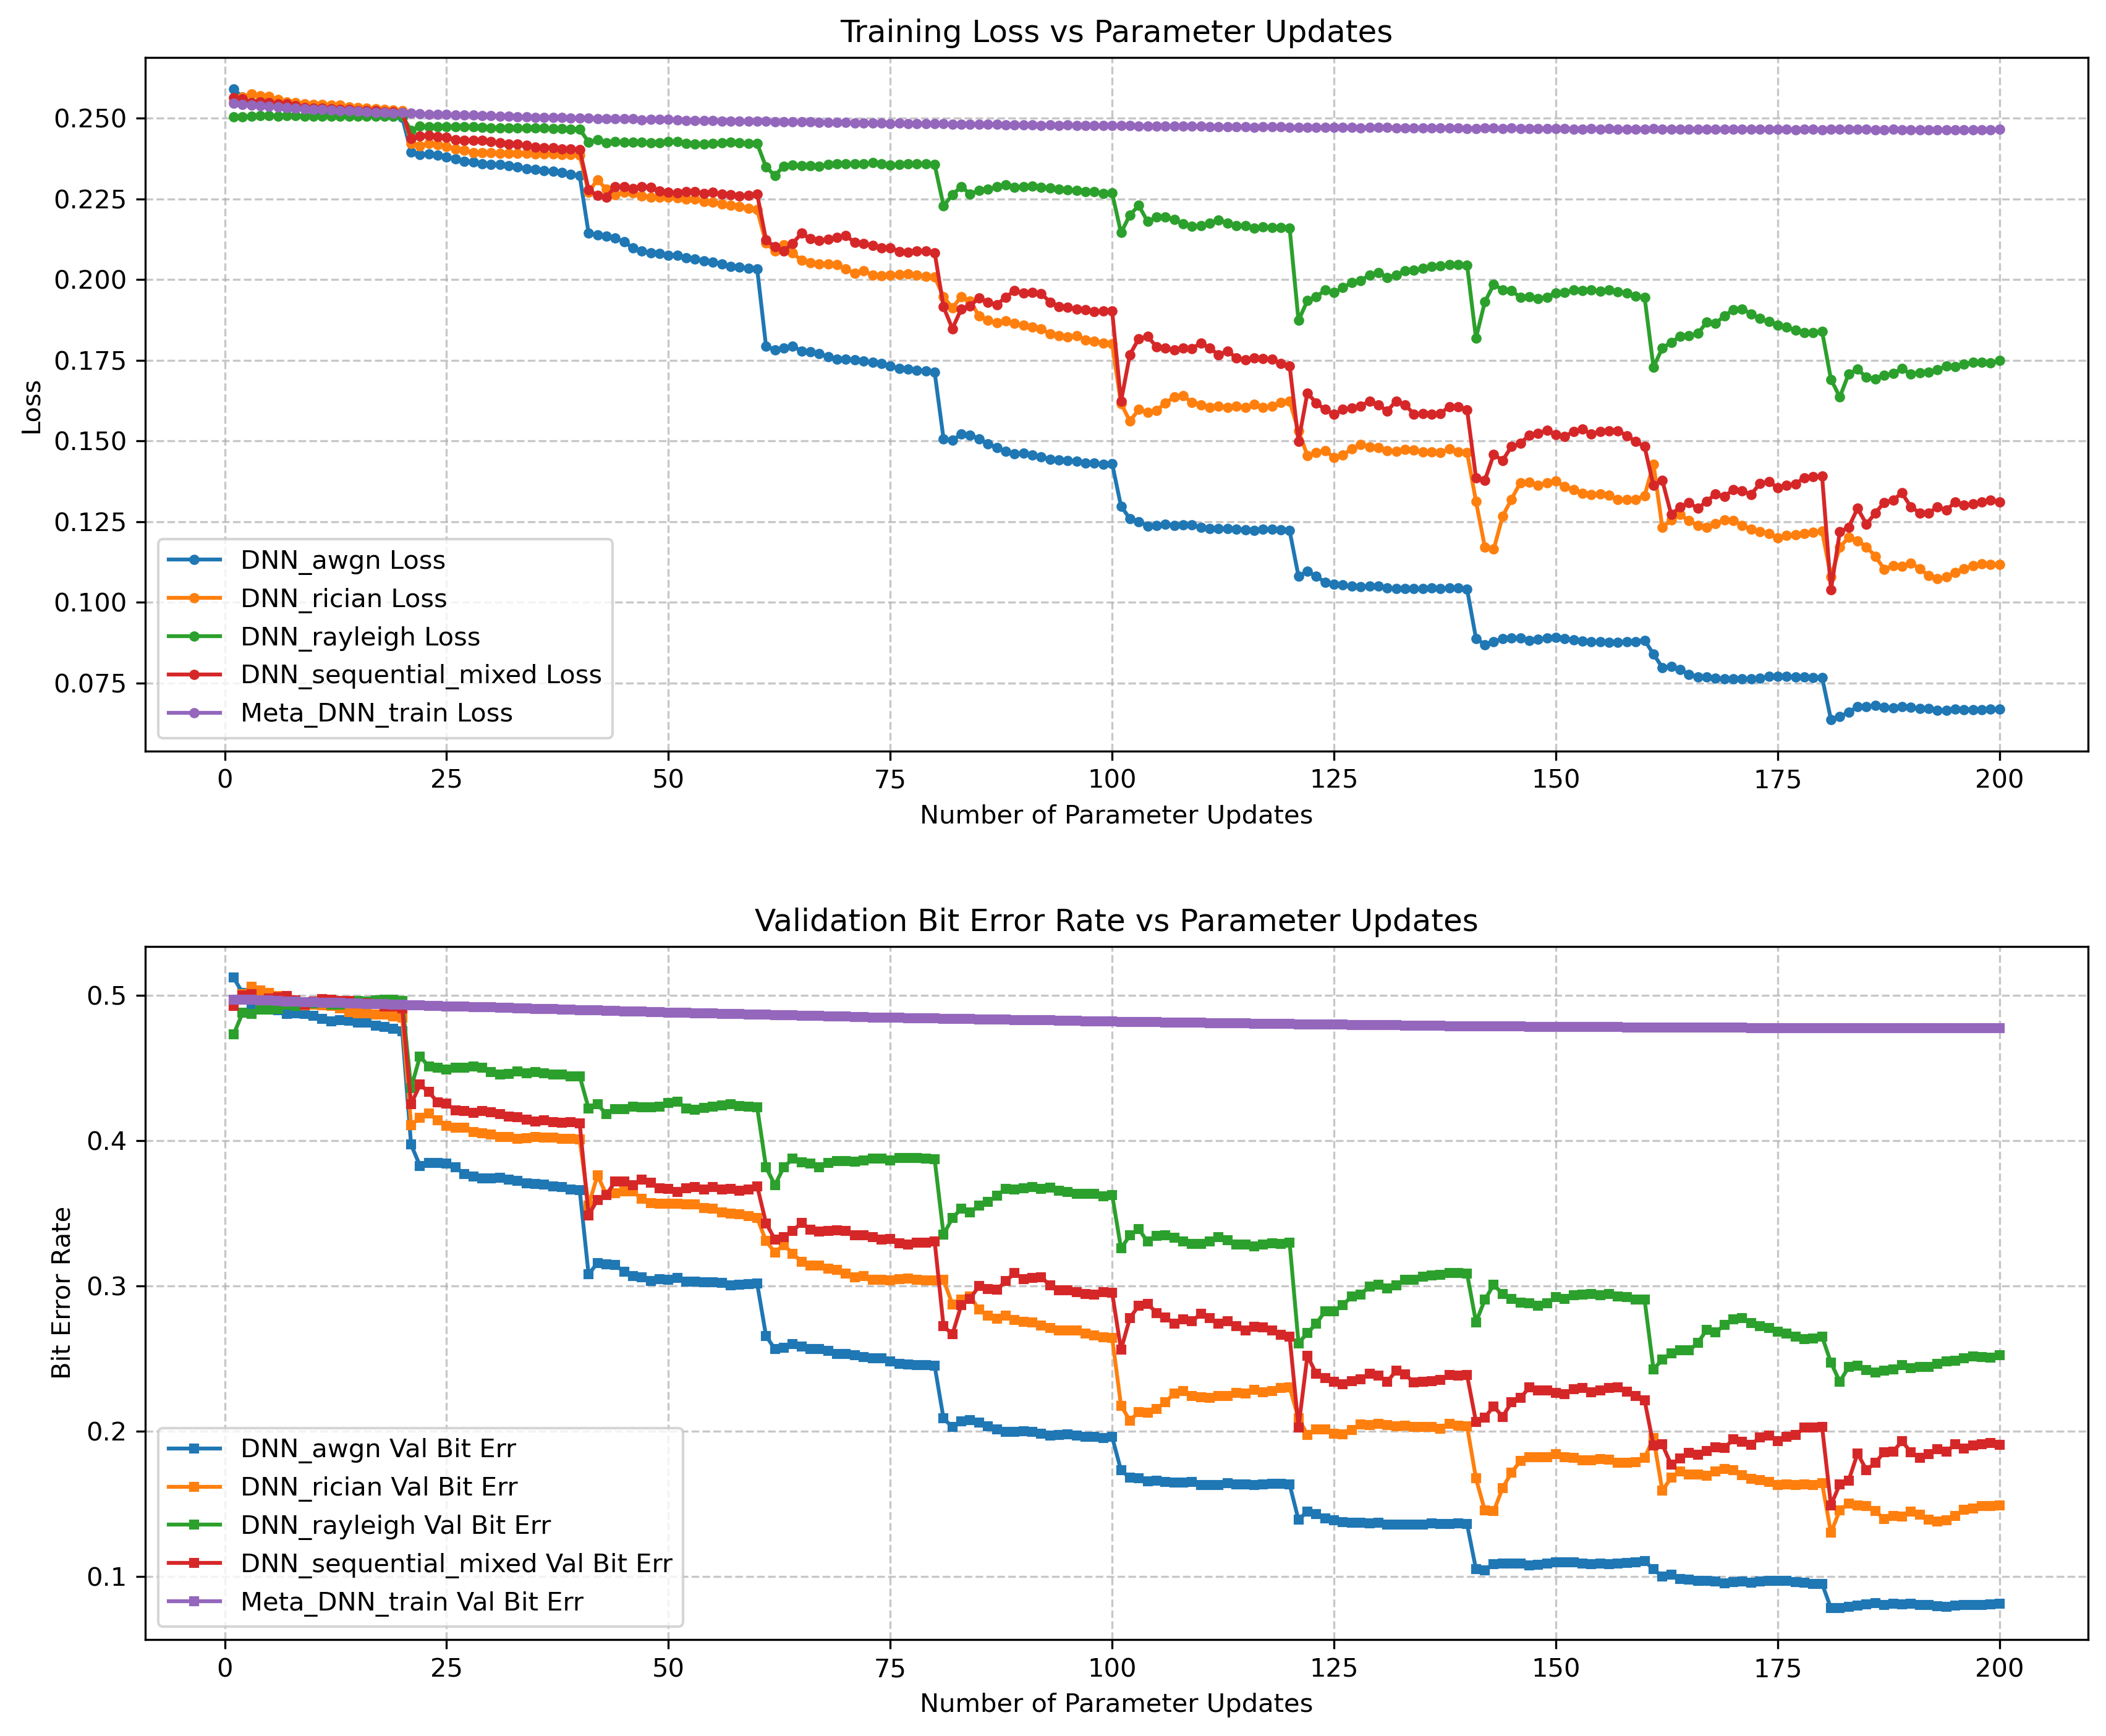 Training Loss vs Parameter Updates
Loss
0.250
0.225
0.200
0.175
0.150
0.125
0.100
0.075
DNN_awgn Loss
DNN_rician Loss
DNN_rayleigh Loss
DNN_sequential_mixed Loss
Meta_DNN_train Loss
0 25 50 75 100 125 150 175 200
Number of Parameter Updates
Validation Bit Error Rate vs Parameter Updates
Bit Error Rate
0.5
0.4
0.3
0.2
0.1
DNN_awgn Val Bit Err
DNN_rician Val Bit Err
DNN_rayleigh Val Bit Err
DNN_sequential_mixed Val Bit Err
Meta_DNN_train Val Bit Err
0 25 50 75 100 125 150 175 200
Number of Parameter Updates